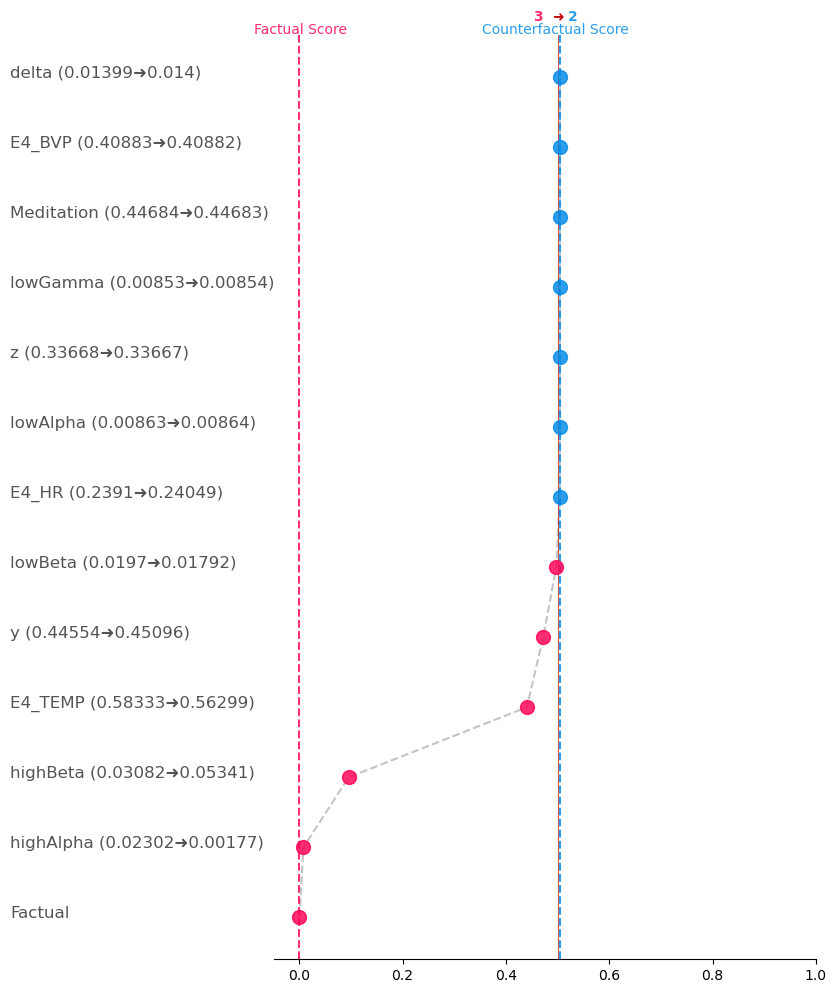 3 ➜ 2
Factual Score Counterfactual Score
delta (0.01399➜0.014)
E4_BVP (0.40883➜0.40882)
Meditation (0.44684➜0.44683)
lowGamma (0.00853➜0.00854)
z (0.33668➜0.33667)
lowAlpha (0.00863➜0.00864)
E4_HR (0.2391➜0.24049)
lowBeta (0.0197➜0.01792)
y (0.44554➜0.45096)
E4_TEMP (0.58333➜0.56299)
highBeta (0.03082➜0.05341)
highAlpha (0.02302➜0.00177)
Factual
0.0 0.2 0.4 0.6 0.8 1.0